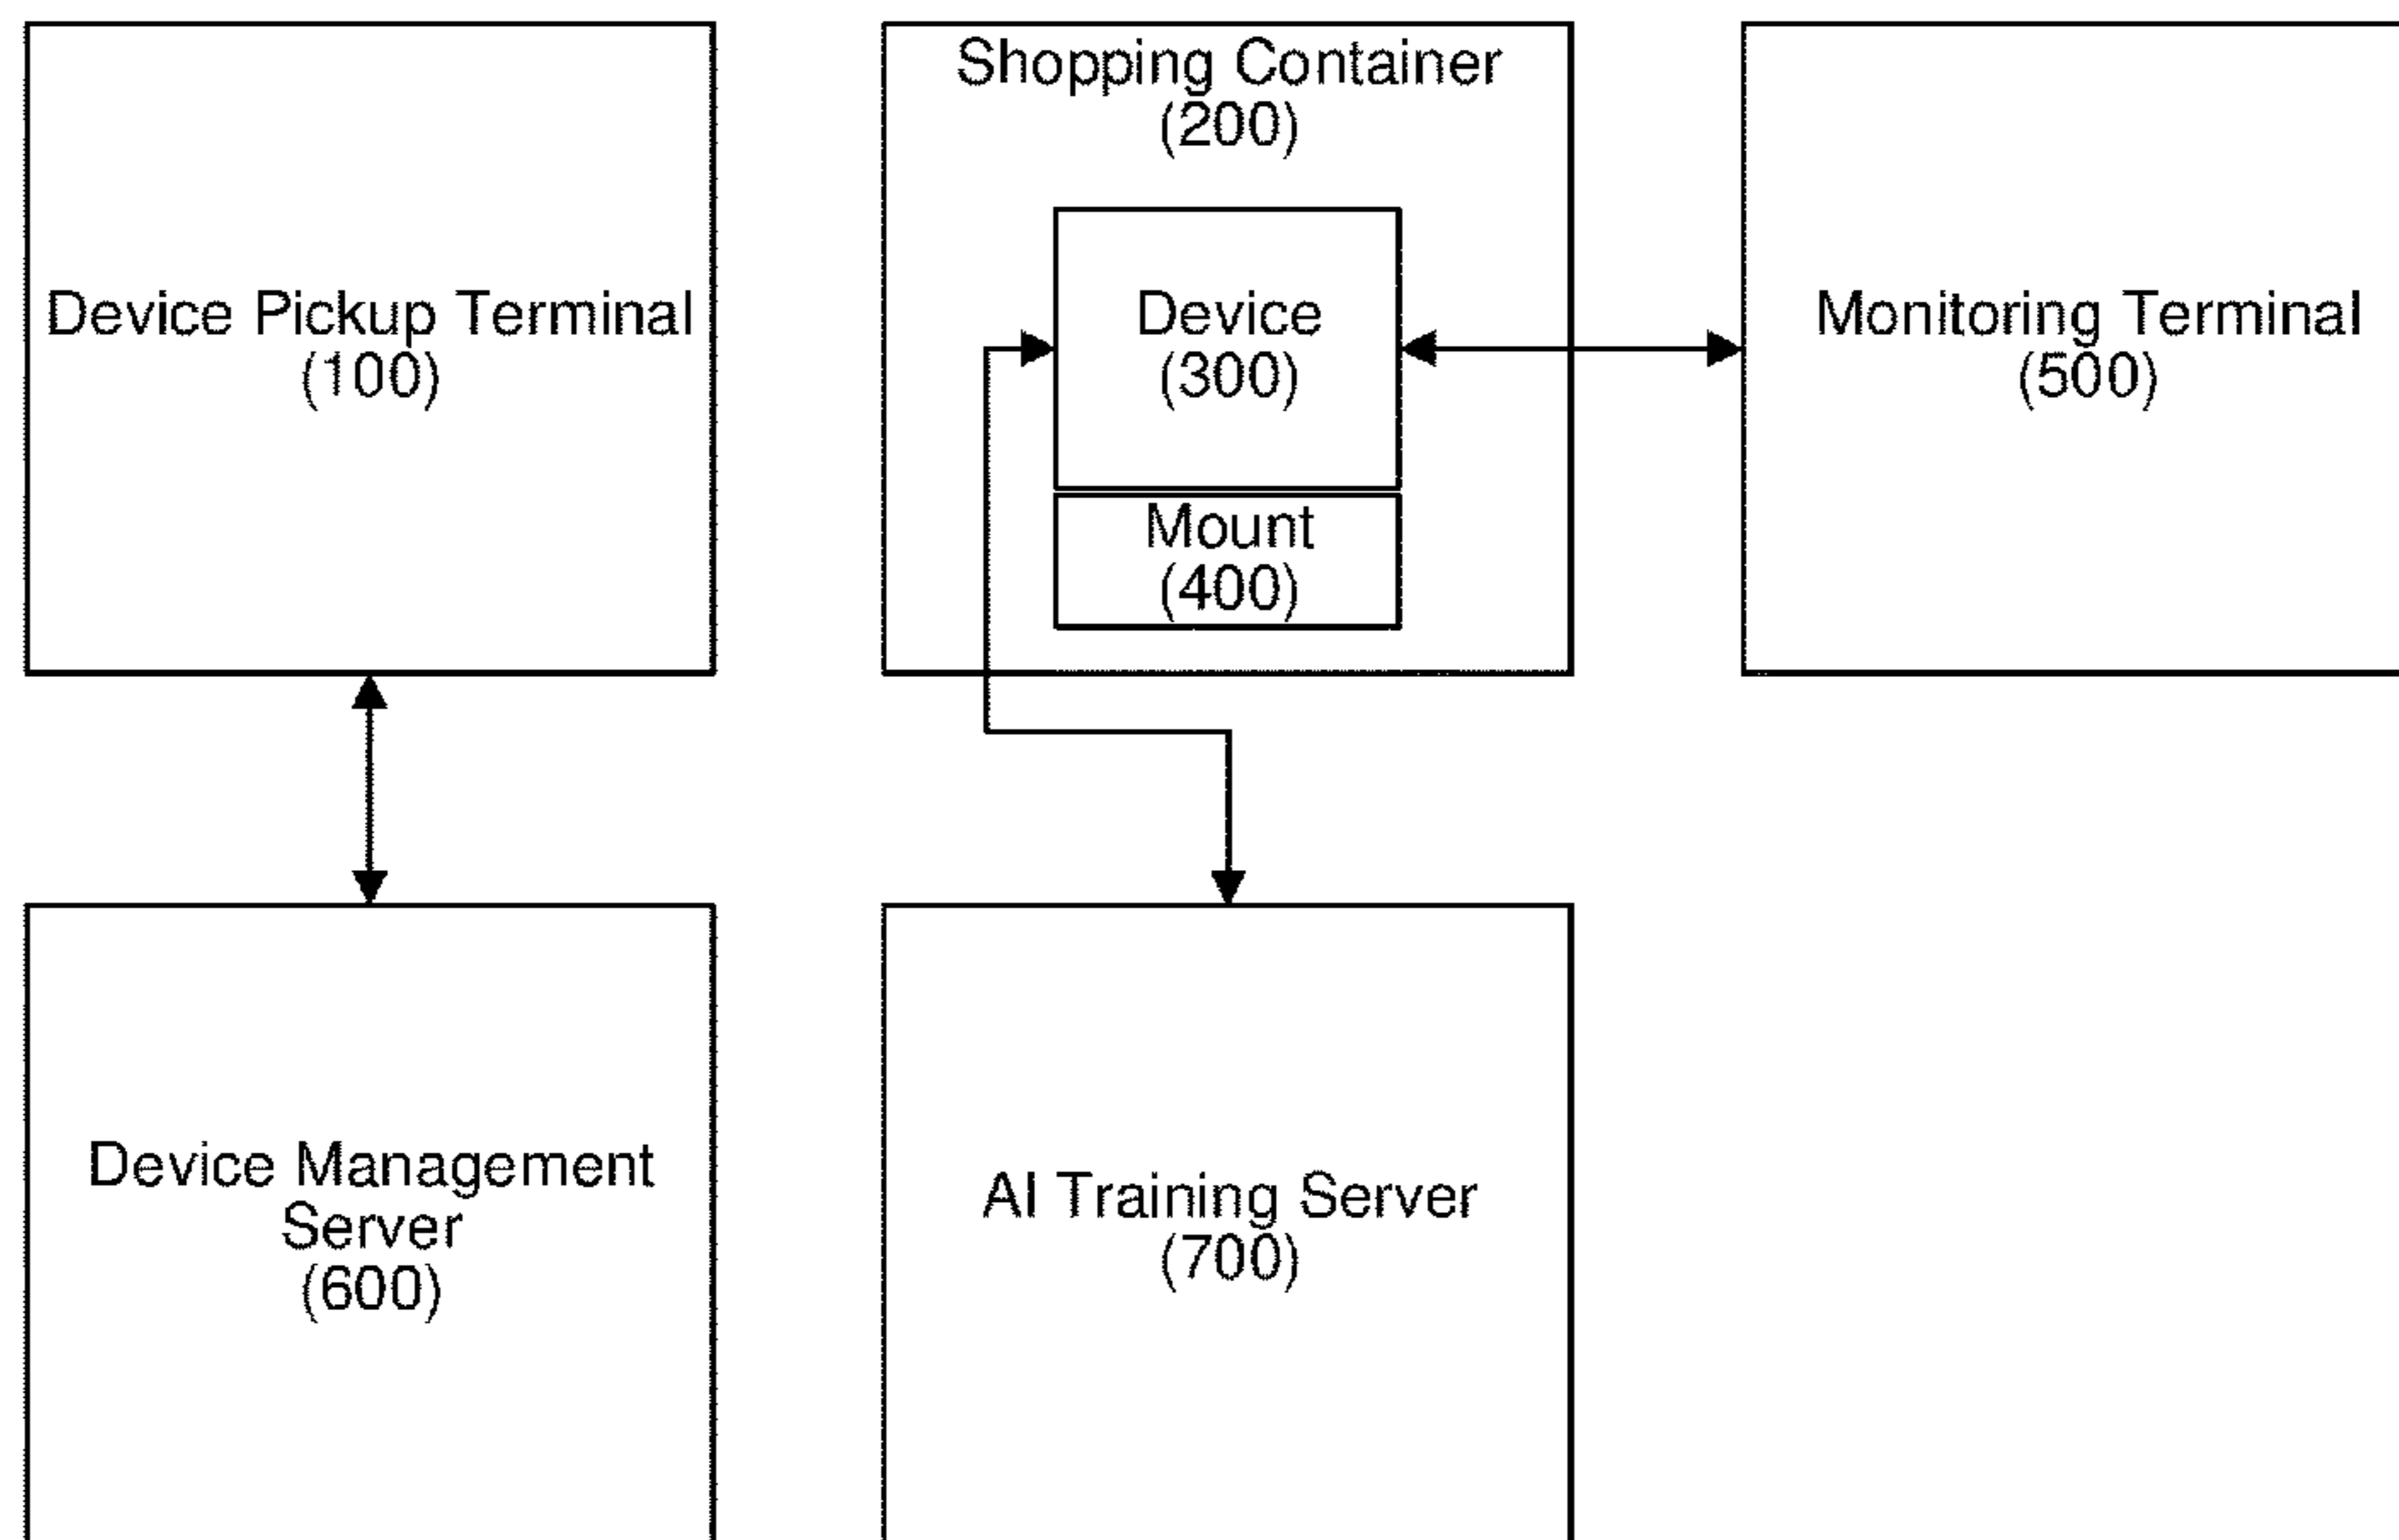 Device Pickup Terminal
(100)
Shopping Container
(200)
Device
(300)
Mount
(400)
Monitoring Terminal
(500)
Device Management
Server
(600)
AI Training Server
(700)